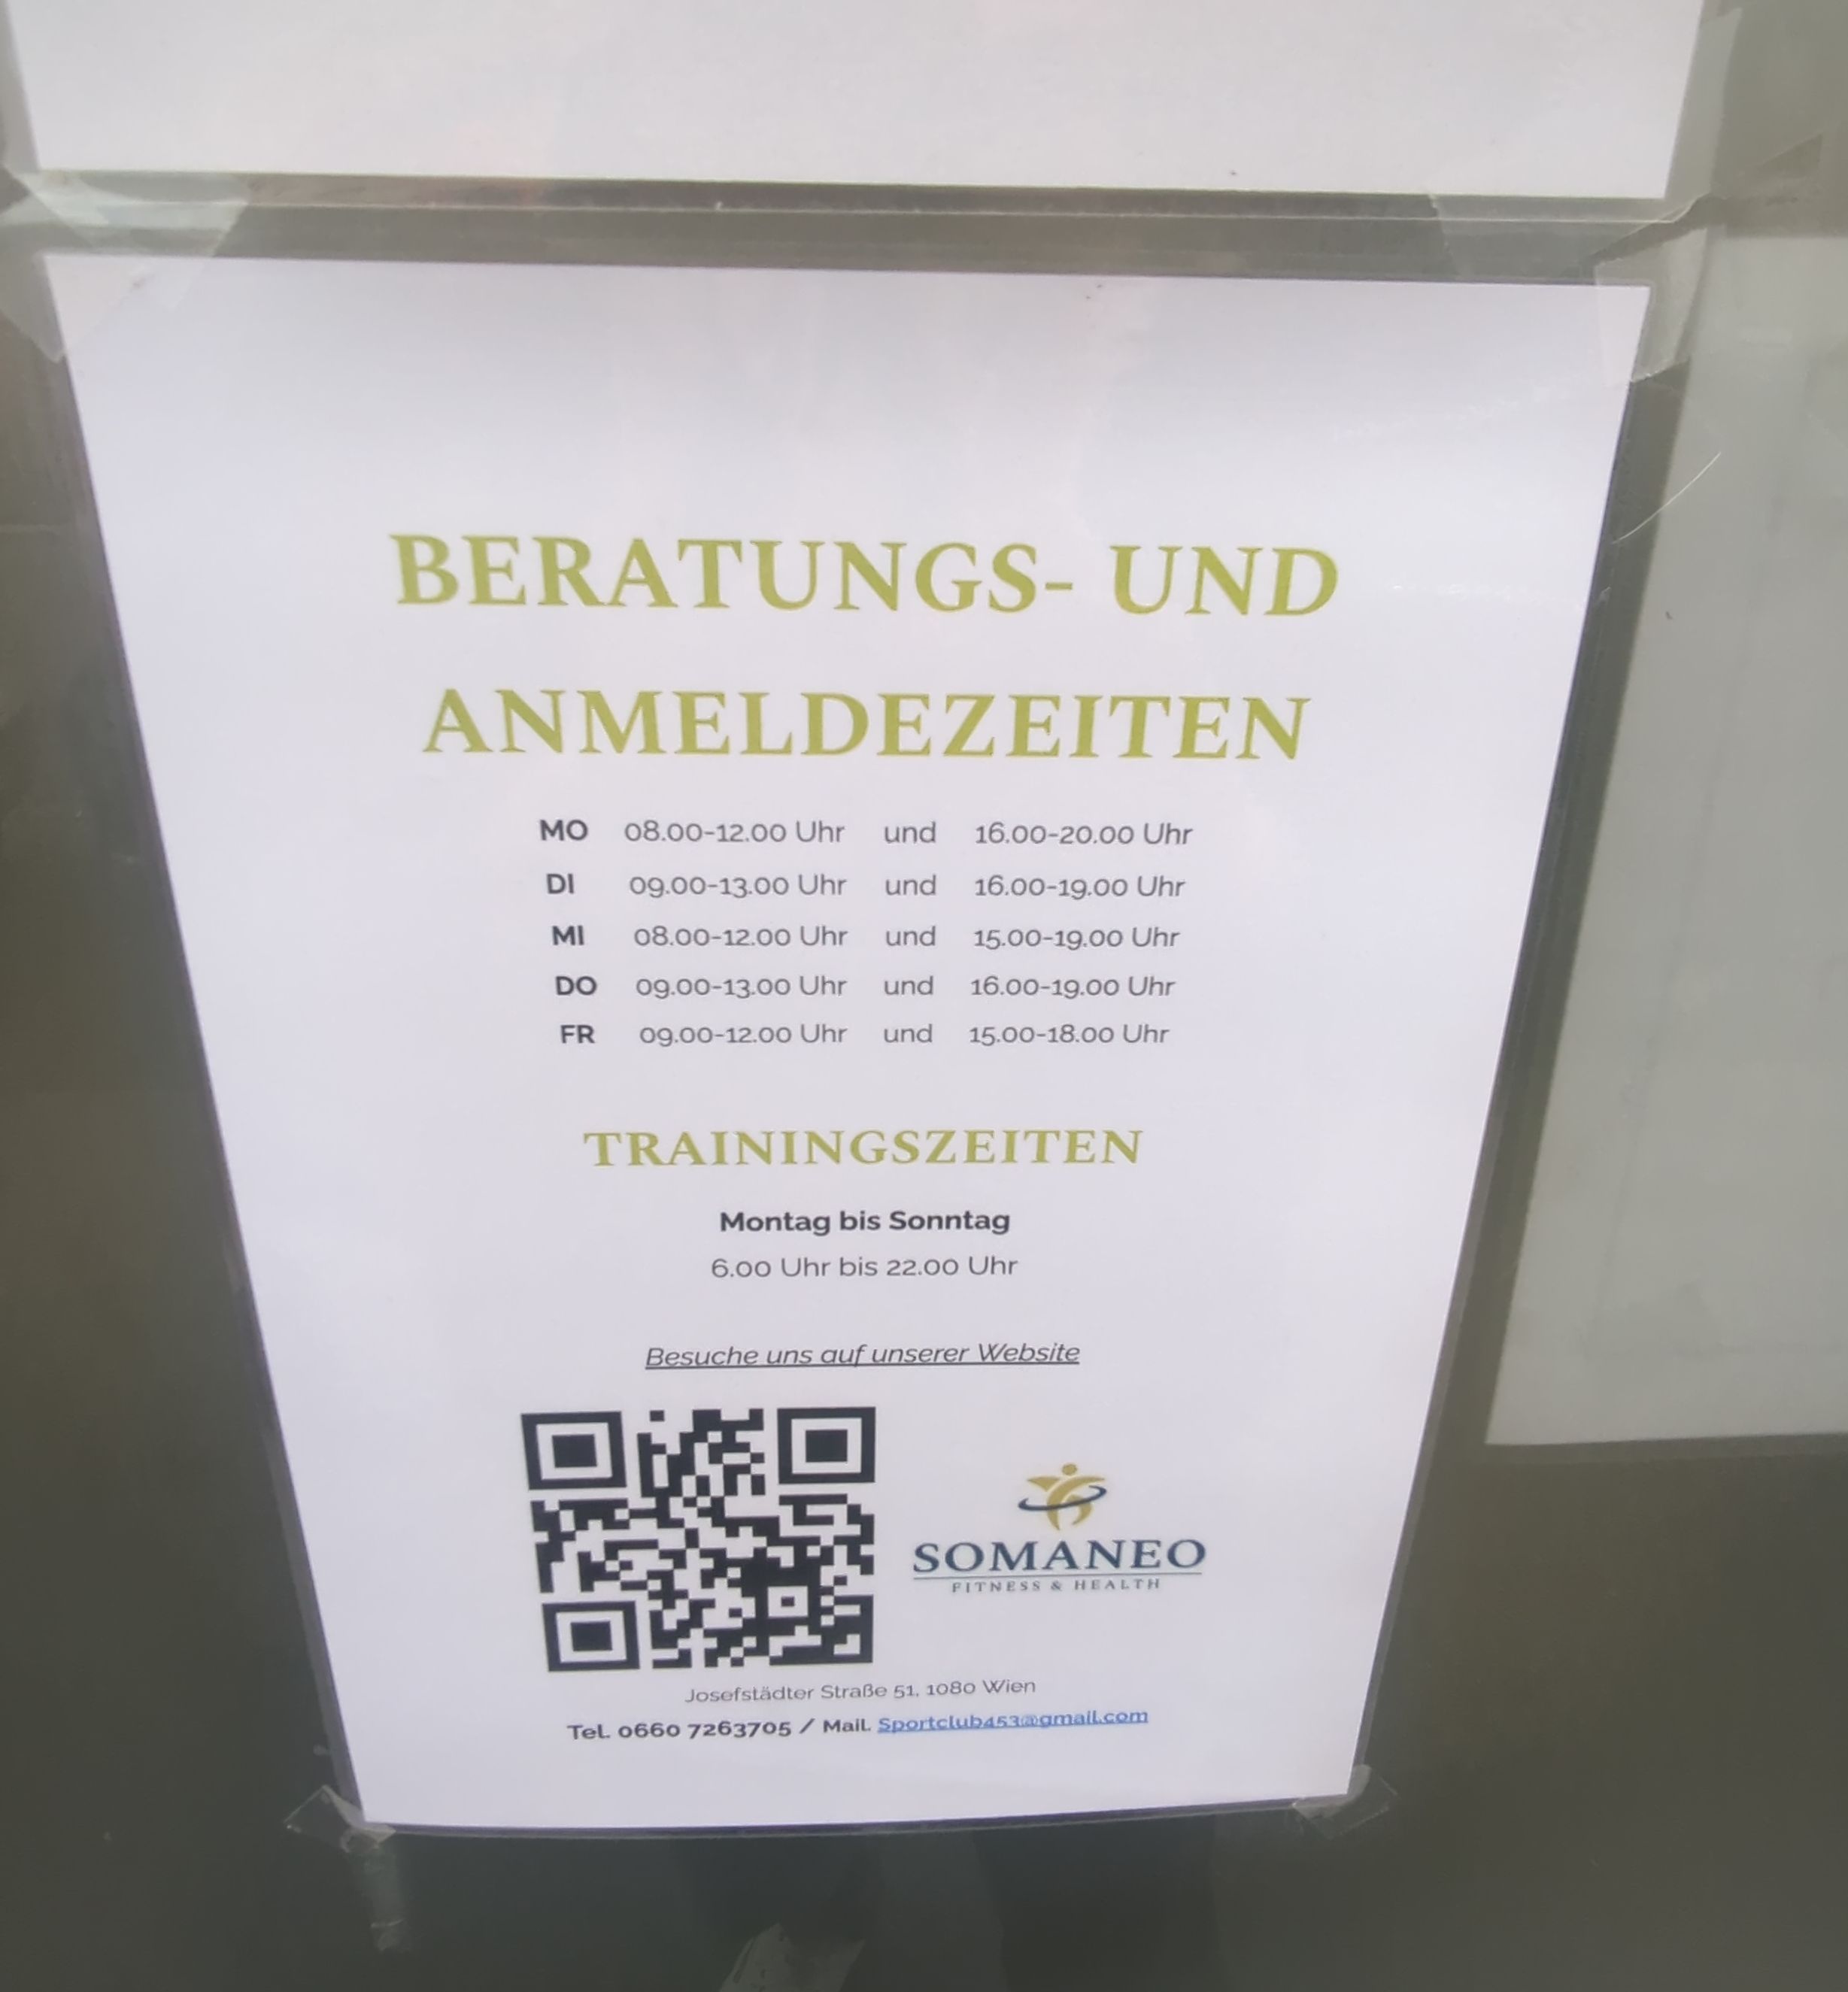 BERATUNGS- UND
ANMELDEZEITEN
MO 08.00-12.00 Uhr und 16.00-20.00 Uhr
DI 09.00-13.00 Uhr und 16.00-19.00 Uhr
MI 08.00-12.00 Uhr und 15.00-19.00 Uhr
DO 09.00-13.00 Uhr und 16.00-19.00 Uhr
FR 09.00-12.00 Uhr und 15.00-18.00 Uhr
TRAININGSZEITEN
Montag bis Sonntag
6.00 Uhr bis 22.00 Uhr
Besuche uns auf unserer Website
SOMANEO
FITNESS & HEALTH
Josefstädter Straße 51, 1080 Wien
Tel. 0660 7263705 / Mail. Sportclub453@gmail.com